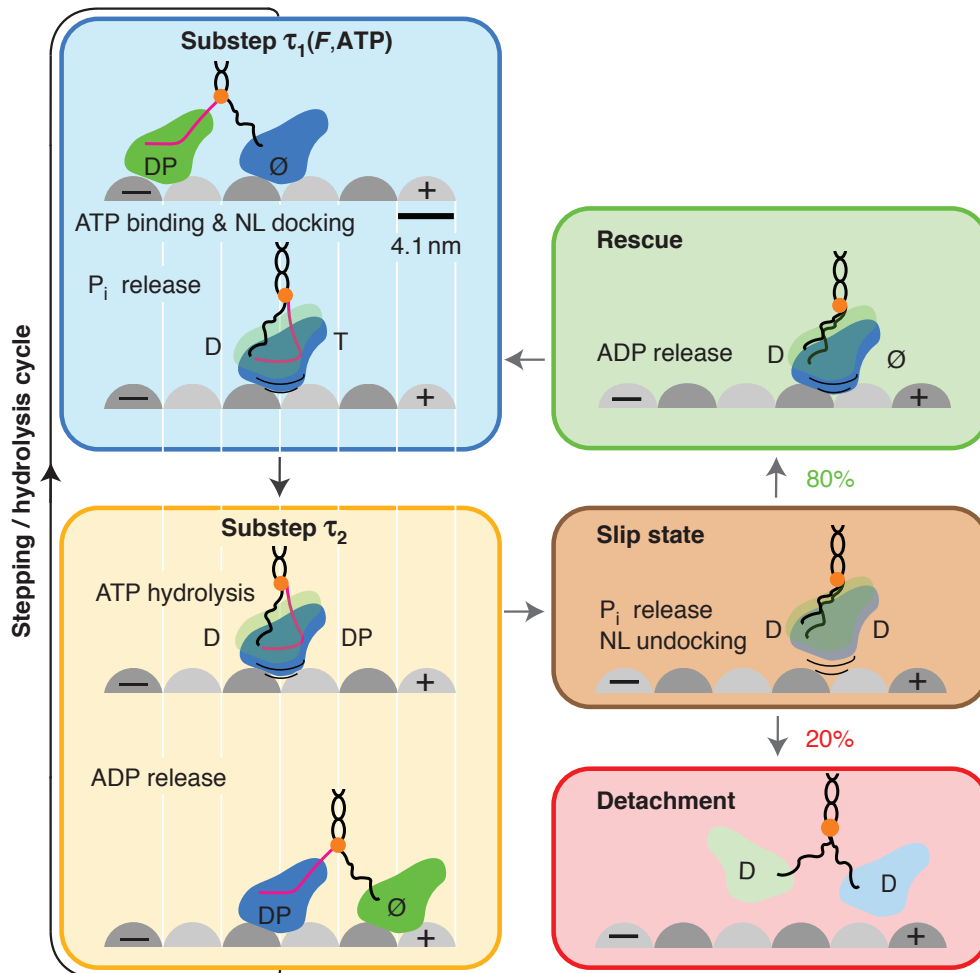 Stepping / hydrolysis cycle
Substep τ₁(F,ATP)
DP
Ø
– +
ATP binding & NL docking
4.1 nm
Pᵢ release
D
T
– +
Substep τ₂
ATP hydrolysis
D
DP
– +
ADP release
DP
Ø
– +
Rescue
ADP release
D
Ø
– +
80%
Slip state
Pᵢ release
NL undocking
D
D
– +
20%
Detachment
D
D
– +